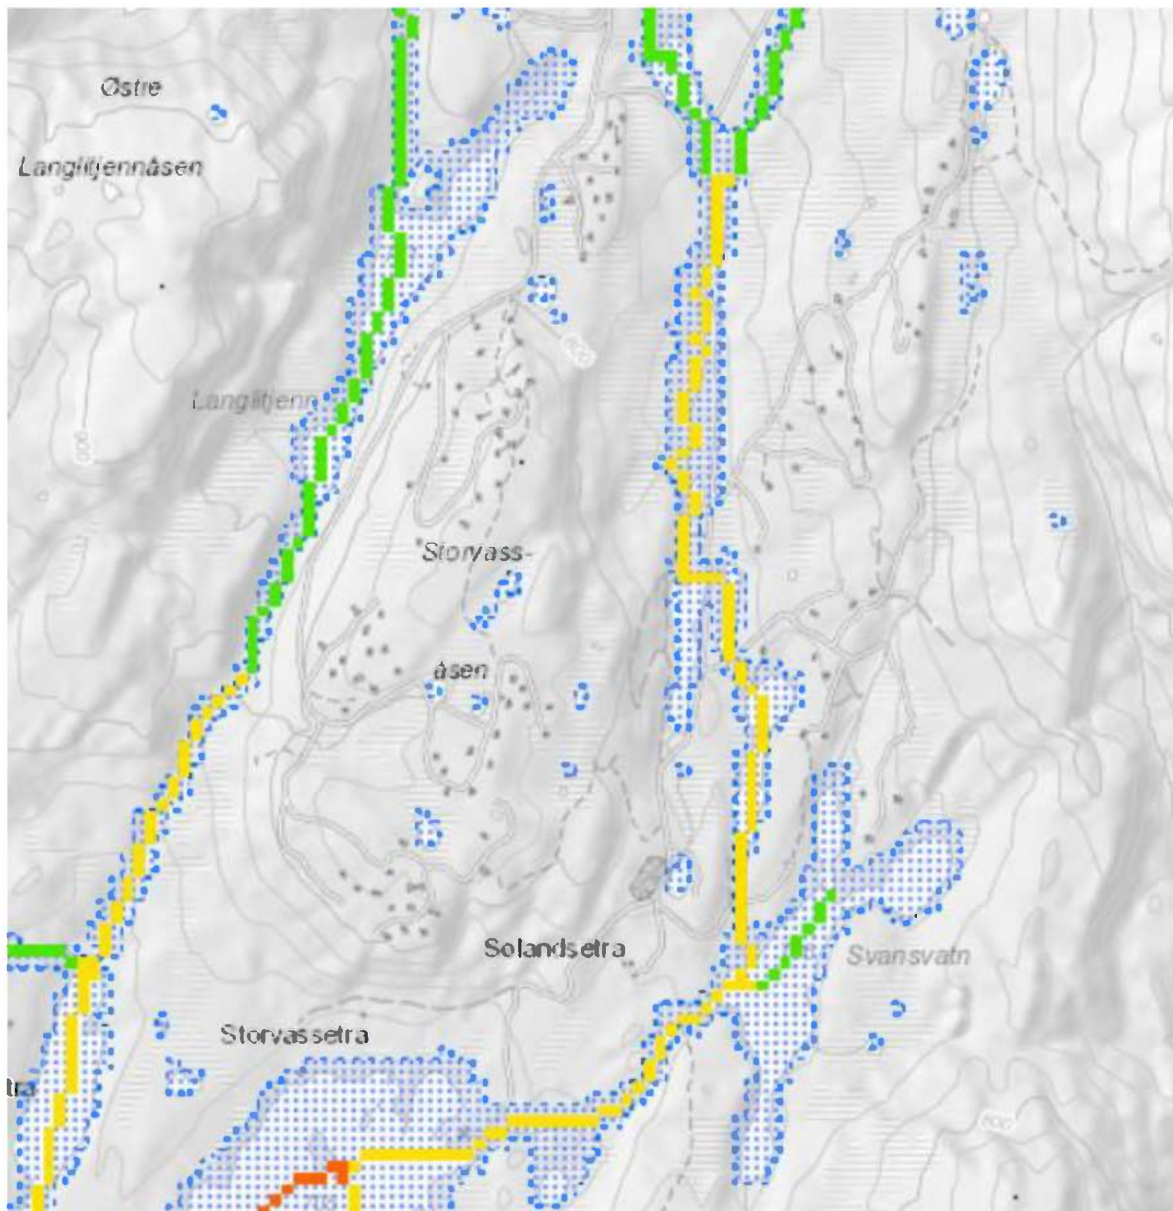 Østre
Langlitjennåsen
Langlitjenn
Storvass-
åsen
Solandsetra
Svansvatn
Storvassetra
tra